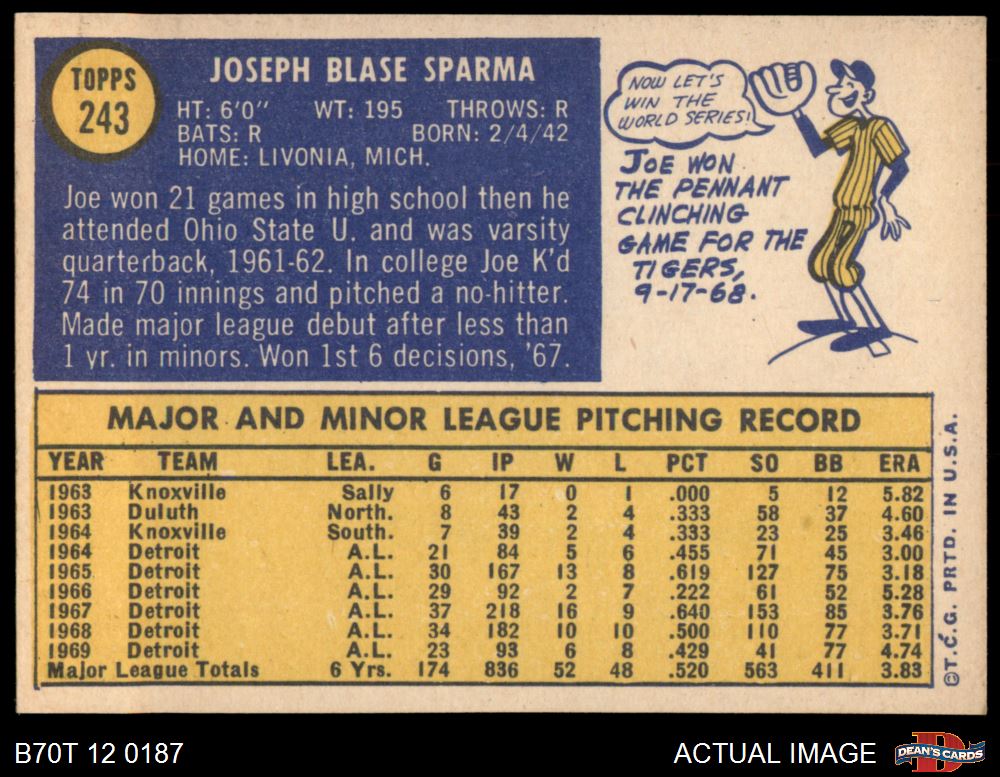 TOPPS
243
JOSEPH BLASE SPARMA
HT: 6'0" WT: 195 THROWS: R
BATS: R BORN: 2/4/42
HOME: LIVONIA, MICH.
Joe won 21 games in high school then he
attended Ohio State U. and was varsity
quarterback, 1961-62. In college Joe K'd
74 in 70 innings and pitched a no-hitter.
Made major league debut after less than
1 yr. in minors. Won 1st 6 decisions, '67.
NOW LET'S
WIN THE
WORLD SERIES!
JOE WON
THE PENNANT
CLINCHING
GAME FOR THE
TIGERS,
9-17-68.
MAJOR AND MINOR LEAGUE PITCHING RECORD
YEAR TEAM LEA. G IP W L PCT SO BB ERA
1963 Knoxville Sally 6 17 0 1 .000 5 12 5.82
1963 Duluth North. 8 43 2 4 .333 58 37 4.60
1964 Knoxville South. 7 39 2 4 .333 23 25 3.46
1964 Detroit A.L. 21 84 5 6 .455 71 45 3.00
1965 Detroit A.L. 30 167 13 8 .619 127 75 3.18
1966 Detroit A.L. 29 92 2 7 .222 61 52 5.28
1967 Detroit A.L. 37 218 16 9 .640 153 85 3.76
1968 Detroit A.L. 34 182 10 10 .500 110 77 3.71
1969 Detroit A.L. 23 93 6 8 .429 41 77 4.74
Major League Totals 6 Yrs. 174 836 52 48 .520 563 411 3.83
©T.C.G. PRTD. IN U.S.A.
B70T 12 0187
ACTUAL IMAGE
D
DEAN'S CARDS